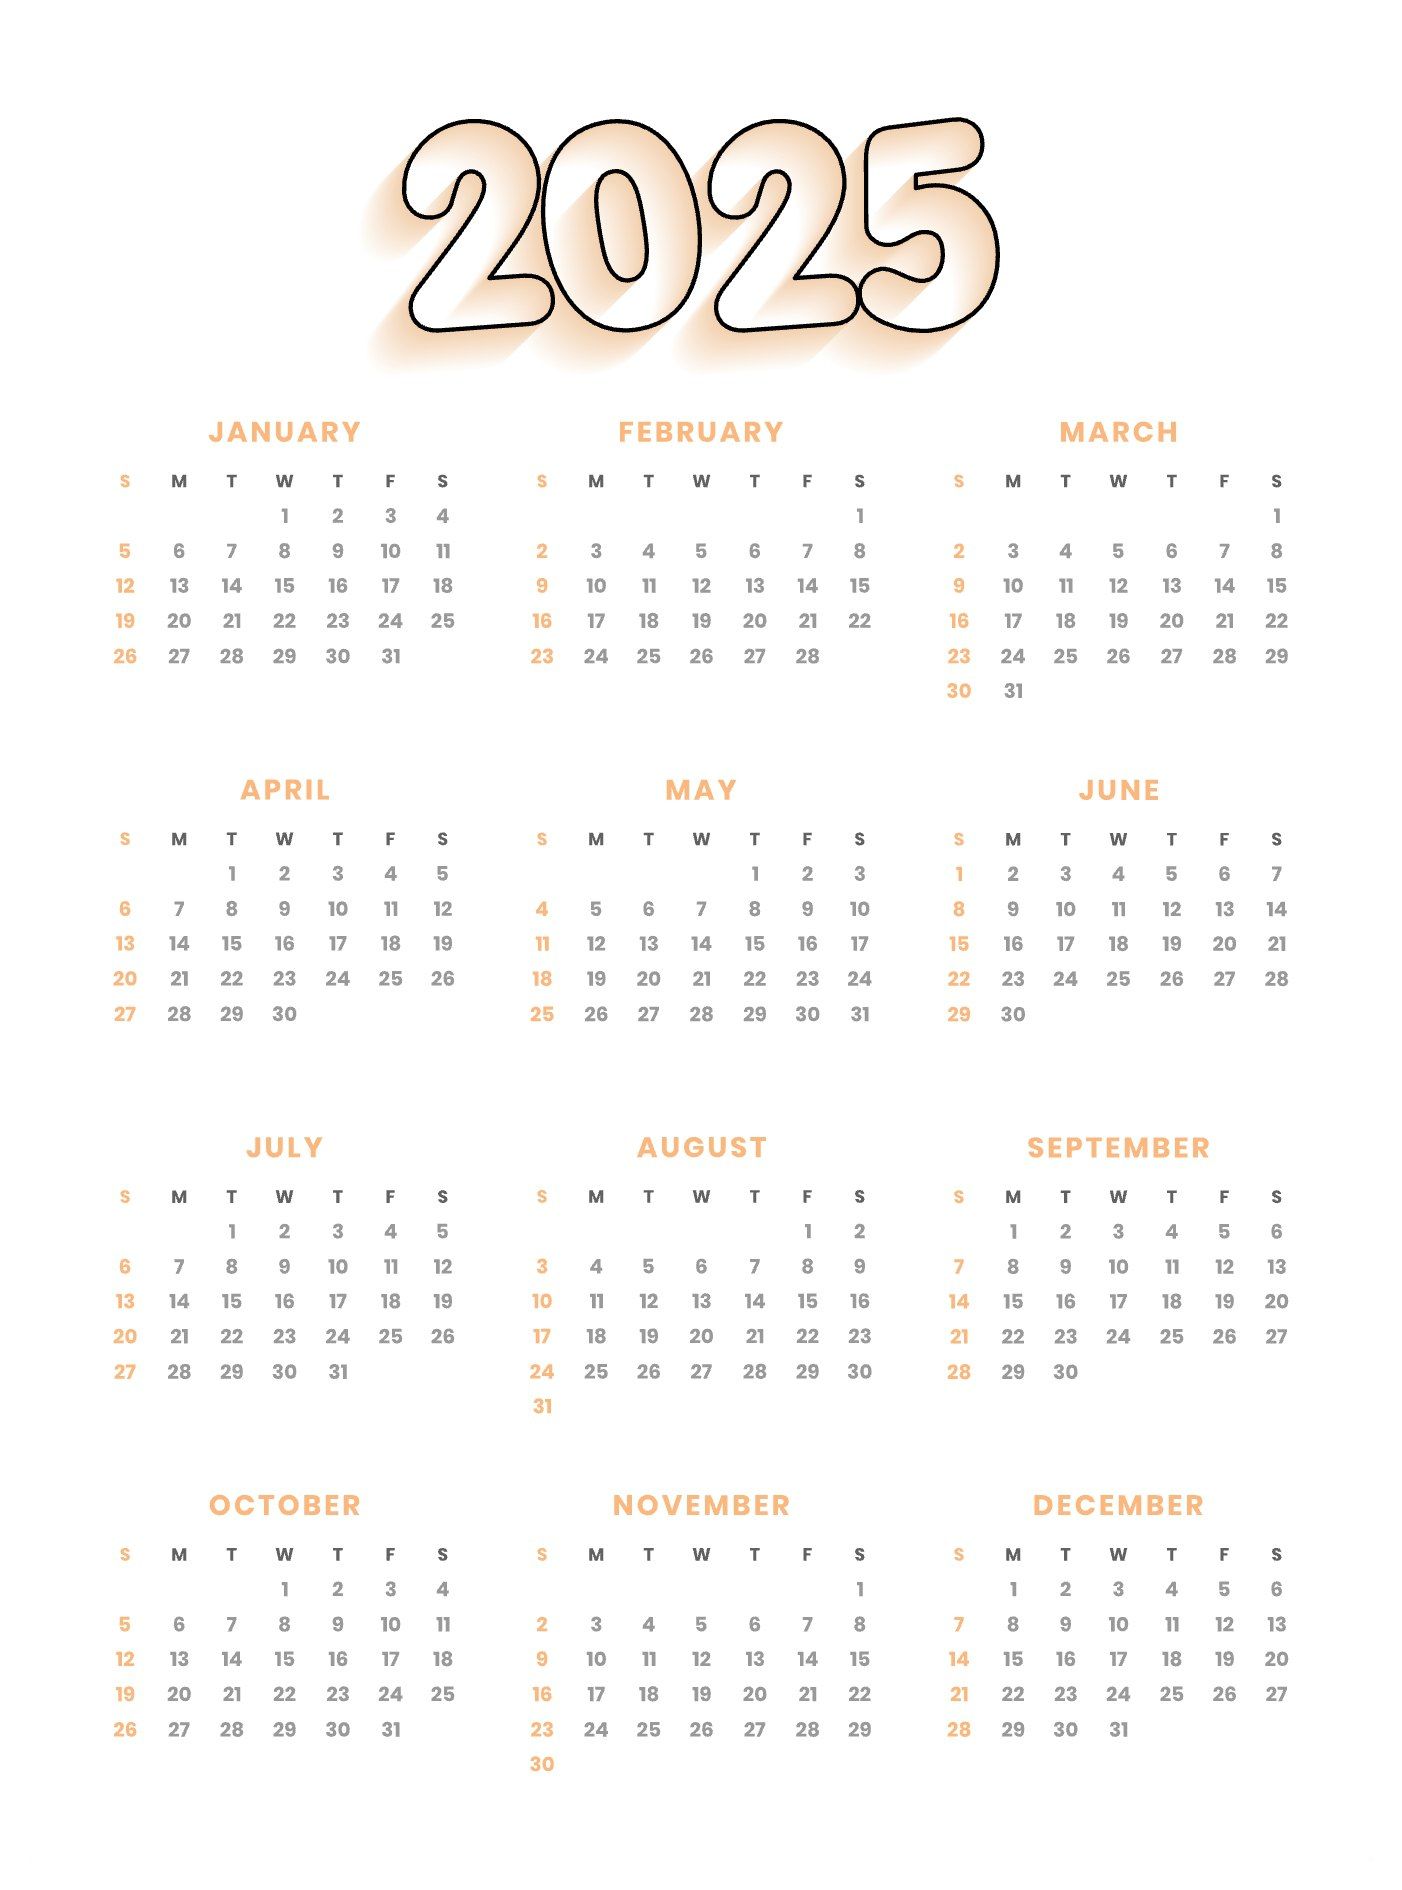 2025
JANUARY
S M T W T F S
1 2 3 4
5 6 7 8 9 10 11
12 13 14 15 16 17 18
19 20 21 22 23 24 25
26 27 28 29 30 31
FEBRUARY
S M T W T F S
1
2 3 4 5 6 7 8
9 10 11 12 13 14 15
16 17 18 19 20 21 22
23 24 25 26 27 28
MARCH
S M T W T F S
1
2 3 4 5 6 7 8
9 10 11 12 13 14 15
16 17 18 19 20 21 22
23 24 25 26 27 28 29
30 31
APRIL
S M T W T F S
1 2 3 4 5
6 7 8 9 10 11 12
13 14 15 16 17 18 19
20 21 22 23 24 25 26
27 28 29 30
MAY
S M T W T F S
1 2 3
4 5 6 7 8 9 10
11 12 13 14 15 16 17
18 19 20 21 22 23 24
25 26 27 28 29 30 31
JUNE
S M T W T F S
1 2 3 4 5 6 7
8 9 10 11 12 13 14
15 16 17 18 19 20 21
22 23 24 25 26 27 28
29 30
JULY
S M T W T F S
1 2 3 4 5
6 7 8 9 10 11 12
13 14 15 16 17 18 19
20 21 22 23 24 25 26
27 28 29 30 31
AUGUST
S M T W T F S
1 2
3 4 5 6 7 8 9
10 11 12 13 14 15 16
17 18 19 20 21 22 23
24 25 26 27 28 29 30
31
SEPTEMBER
S M T W T F S
1 2 3 4 5 6
7 8 9 10 11 12 13
14 15 16 17 18 19 20
21 22 23 24 25 26 27
28 29 30
OCTOBER
S M T W T F S
1 2 3 4
5 6 7 8 9 10 11
12 13 14 15 16 17 18
19 20 21 22 23 24 25
26 27 28 29 30 31
NOVEMBER
S M T W T F S
1
2 3 4 5 6 7 8
9 10 11 12 13 14 15
16 17 18 19 20 21 22
23 24 25 26 27 28 29
30
DECEMBER
S M T W T F S
1 2 3 4 5 6
7 8 9 10 11 12 13
14 15 16 17 18 19 20
21 22 23 24 25 26 27
28 29 30 31